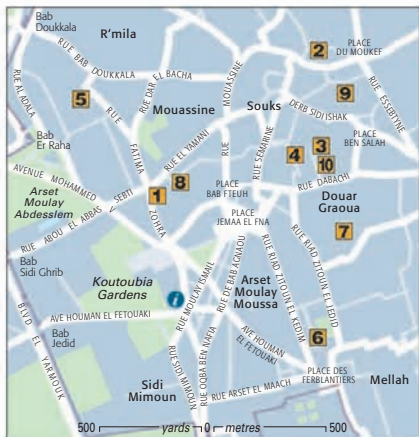 Bab
Doukkala
R'mila
2
PLACE
DU MOUKEF
RUE BAB DOUKKALA
RUE DAR EL BACHA
MOUASSINE
RUE AL ADALA
5
RUE
Mouassine
Souks
9
DERB SIDI ISHAK
RUE ESSEBTYNE
Bab
Er Raha
FATIMA
RUE EL YAMANI
RUE
RUE SEMARINE
4
3
10
PLACE
BEN SALAH
AVENUE MOHAMMED V
Arset
Moulay
Abdesslem
1
8
PLACE
BAB FTEUH
RUE DABACHI
Douar
Graoua
RUE ABOU EL ABBAS SEBTI
ZOHRA
PLACE
JEMAA EL FNA
7
Bab
Sidi Ghrib
Koutoubia
Gardens
i
RUE MOULAY ISMAIL
RUE DE BAB AGNAOU
Arset
Moulay
Moussa
RUE RIAD ZITOUN EL KEDIM
RUE RIAD ZITOUN EL JEDID
BLVD EL YARMOUK
AVE HOUMAN EL FETOUAKI
Bab
Jedid
AVE HOUMAN
EL FETOUAKI
6
PLACE DES
FERBLANTIERS
Sidi
Mimoun
RUE SIDI MIMOUN
RUE OQBA BEN NAFIA
RUE ARSET EL MAACH
Mellah
500 yards 0 metres 500